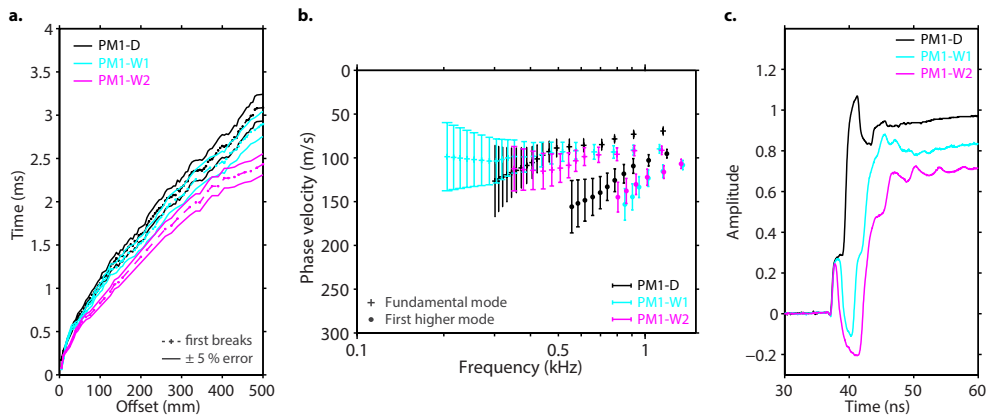 a.
4
3.5
3
2.5
2
1.5
1
0.5
0
Time (ms)
PM1-D
PM1-W1
PM1-W2
first breaks
± 5 % error
0 100 200 300 400 500
Offset (mm)
b.
0
50
100
150
200
250
300
Phase velocity (m/s)
Fundamental mode
First higher mode
PM1-D
PM1-W1
PM1-W2
0.1 0.5 1
Frequency (kHz)
c.
1.2
1
0.8
0.6
0.4
0.2
0
−0.2
Amplitude
PM1-D
PM1-W1
PM1-W2
30 40 50 60
Time (ns)